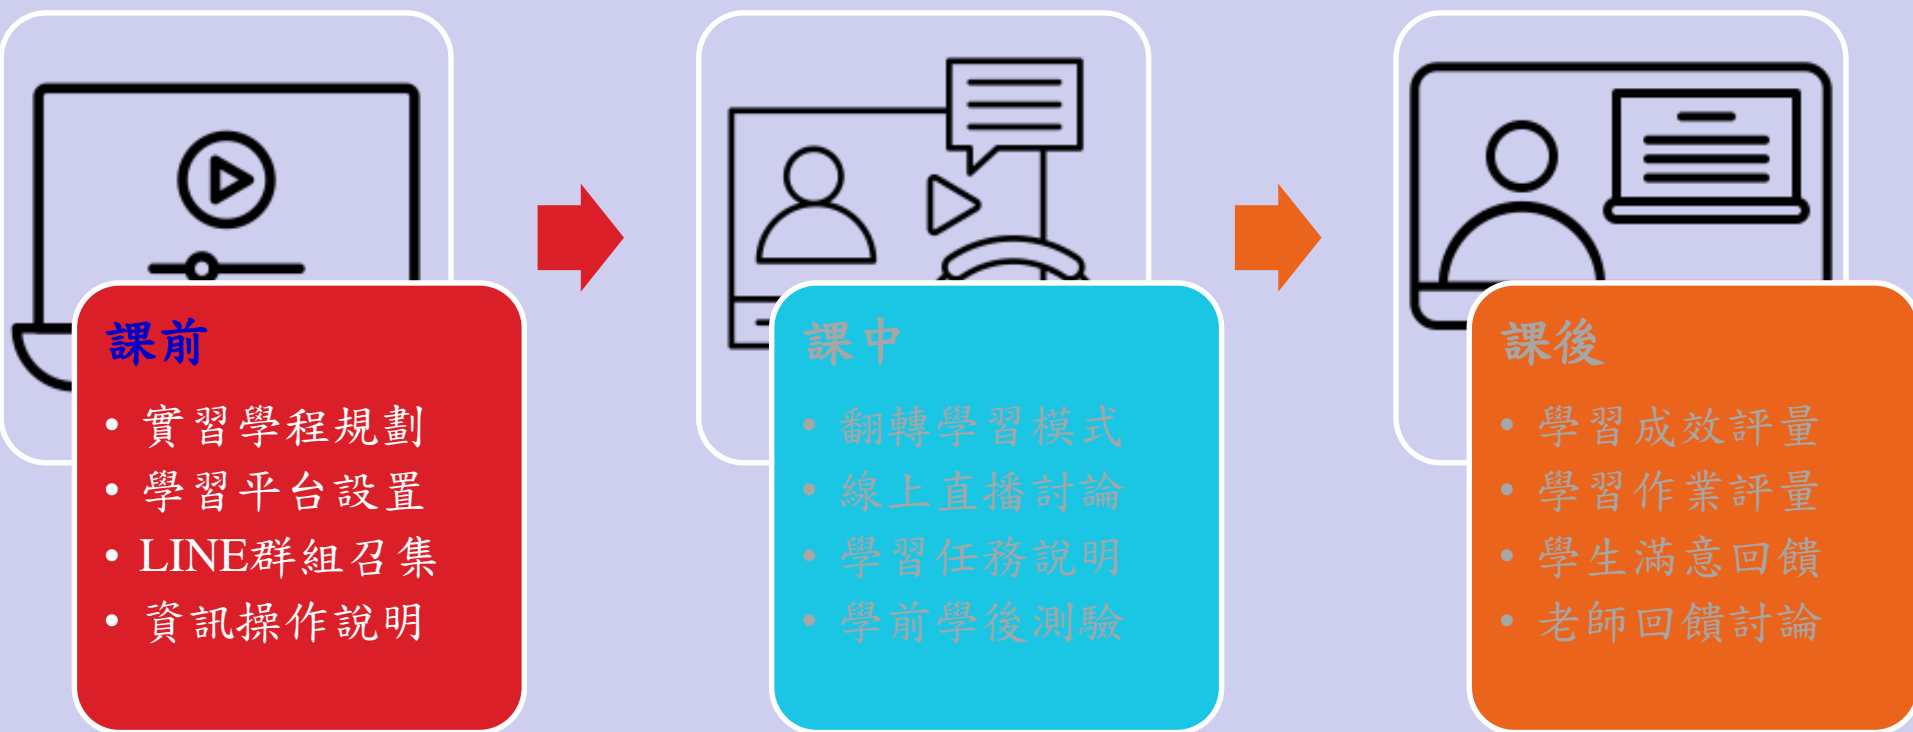 課前
• 實習學程規劃
• 學習平台設置
• LINE群組召集
• 資訊操作說明
課中
• 翻轉學習模式
• 線上直播討論
• 學習任務說明
• 學前學後測驗
課後
• 學習成效評量
• 學習作業評量
• 學生滿意回饋
• 老師回饋討論